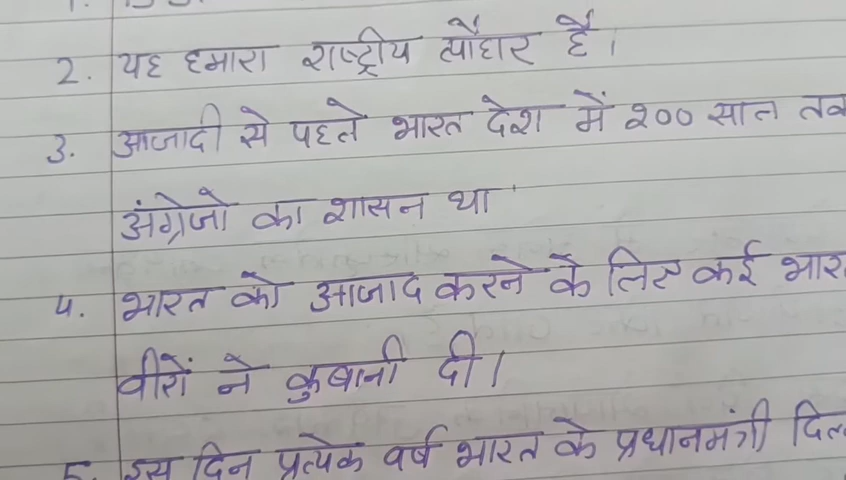 2. यह हमारा राष्ट्रीय त्यौहार है।
3. आजादी से पहले भारत देश में २०० साल तक
अंग्रेजो का शासन था
4. भारत को आजाद करने के लिए कई
वीरों ने कुबानी दी।
5. इस दिन प्रत्येक वर्ष भारत के प्रधानमंत्री